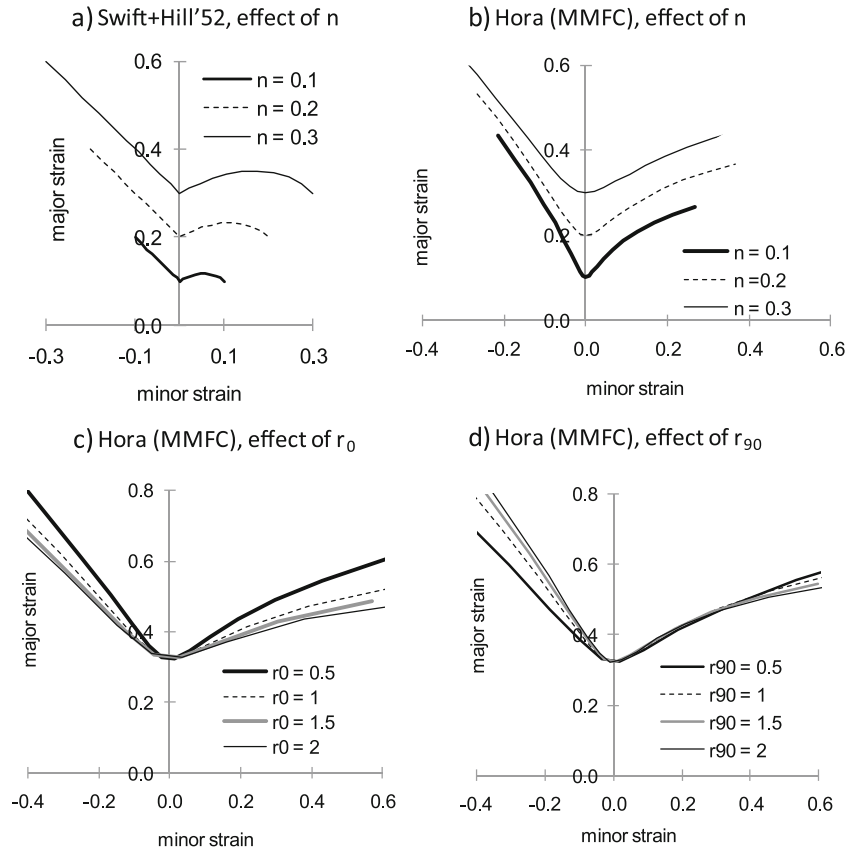 a) Swift+Hill'52, effect of n
0.6
n = 0.1
n = 0.2
n = 0.3
0.4
0.2
0.0
-0.3
-0.1
0.1
0.3
major strain
minor strain
b) Hora (MMFC), effect of n
0.6
0.4
0.2
n = 0.1
n =0.2
n = 0.3
0.0
-0.4
-0.2
0.0
0.2
0.4
0.6
major strain
minor strain
c) Hora (MMFC), effect of r0
0.8
0.6
0.4
0.2
r0 = 0.5
r0 = 1
r0 = 1.5
r0 = 2
0.0
-0.4
-0.2
0.0
0.2
0.4
0.6
major strain
minor strain
d) Hora (MMFC), effect of r90
0.8
0.6
0.4
0.2
r90 = 0.5
r90 = 1
r90 = 1.5
r90 = 2
0.0
-0.4
-0.2
0.0
0.2
0.4
0.6
major strain
minor strain